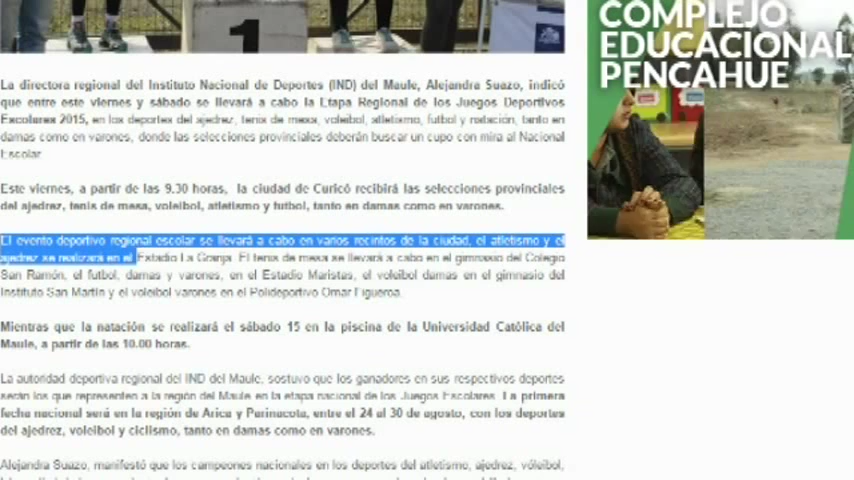 1
COMPLEJO
EDUCACIONAL
PENCAHUE
La directora regional del Instituto Nacional de Deportes (IND) del Maule, Alejandra Suazo, indicó
que entre este viernes y sábado se llevará a cabo la Etapa Regional de los Juegos Deportivos
Escolares 2015, en los deportes del ajedrez, tenis de mesa, voleibol, atletismo, futbol y natación, tanto en
damas como en varones, donde las selecciones provinciales deberán buscar un cupo con mira al Nacional
Escolar.
Este viernes, a partir de las 9.30 horas, la ciudad de Curicó recibirá las selecciones provinciales
del ajedrez, tenis de mesa, voleibol, atletismo y futbol, tanto en damas como en varones.
El evento deportivo regional escolar se llevará a cabo en varios recintos de la ciudad, el atletismo y el
ajedrez se realizará en el Estadio La Granja. El tenis de mesa se llevará a cabo en el gimnasio del Colegio
San Ramón, el futbol, damas y varones, en el Estadio Maristas, el voleibol damas en el gimnasio del
Instituto San Martín y el voleibol varones en el Polideportivo Omar Figueroa.
Mientras que la natación se realizará el sábado 15 en la piscina de la Universidad Católica del
Maule, a partir de las 10.00 horas.
La autoridad deportiva regional del IND del Maule, sostuvo que los ganadores en sus respectivos deportes
serán los que representen a la región del Maule en la etapa nacional de los Juegos Escolares. La primera
fecha nacional será en la región de Arica y Parinacota, entre el 24 al 30 de agosto, con los deportes
del ajedrez, voleibol y ciclismo, tanto en damas como en varones.
Alejandra Suazo, manifestó que los campeones nacionales en los deportes del atletismo, ajedrez, vóleibol,